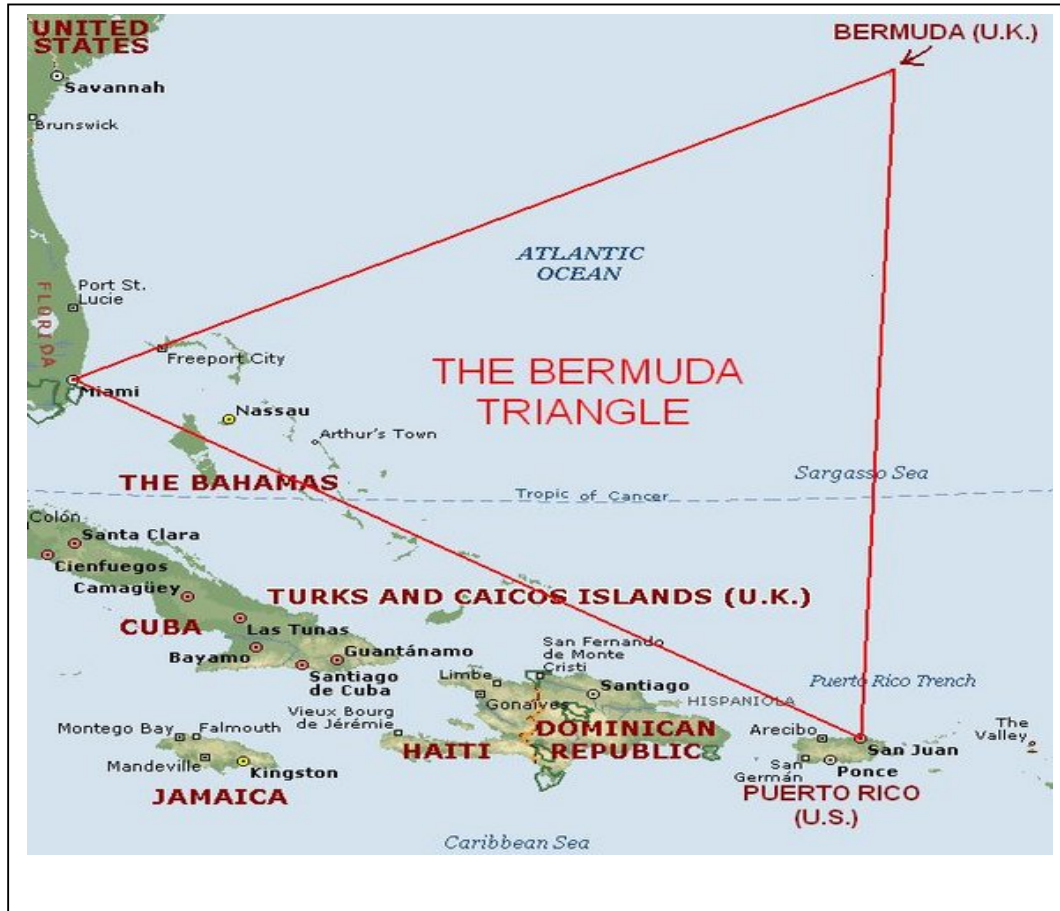 UNITED
STATES
BERMUDA (U.K.)
Savannah
Brunswick
ATLANTIC
OCEAN
Port St.
Lucie
FLORIDA
Freeport City
Miami
THE BERMUDA
TRIANGLE
Nassau
Arthur's Town
THE BAHAMAS
Sargasso Sea
Tropic of Cancer
Colón
Santa Clara
Cienfuegos
Camagüey
TURKS AND CAICOS ISLANDS (U.K.)
CUBA
Las Tunas
Bayamo
Guantánamo
Santiago
de Cuba
San Fernando
de Monte
Cristi
Limbe
Gonaïves
Santiago
HISPANIOLA
Puerto Rico Trench
Vieux Bourg
de Jérémie
Montego Bay
Falmouth
HAITI
DOMINICAN
REPUBLIC
Arecibo
San Juan
The
Valley
Mandeville
Kingston
San
Germán
Ponce
JAMAICA
PUERTO RICO
(U.S.)
Caribbean Sea